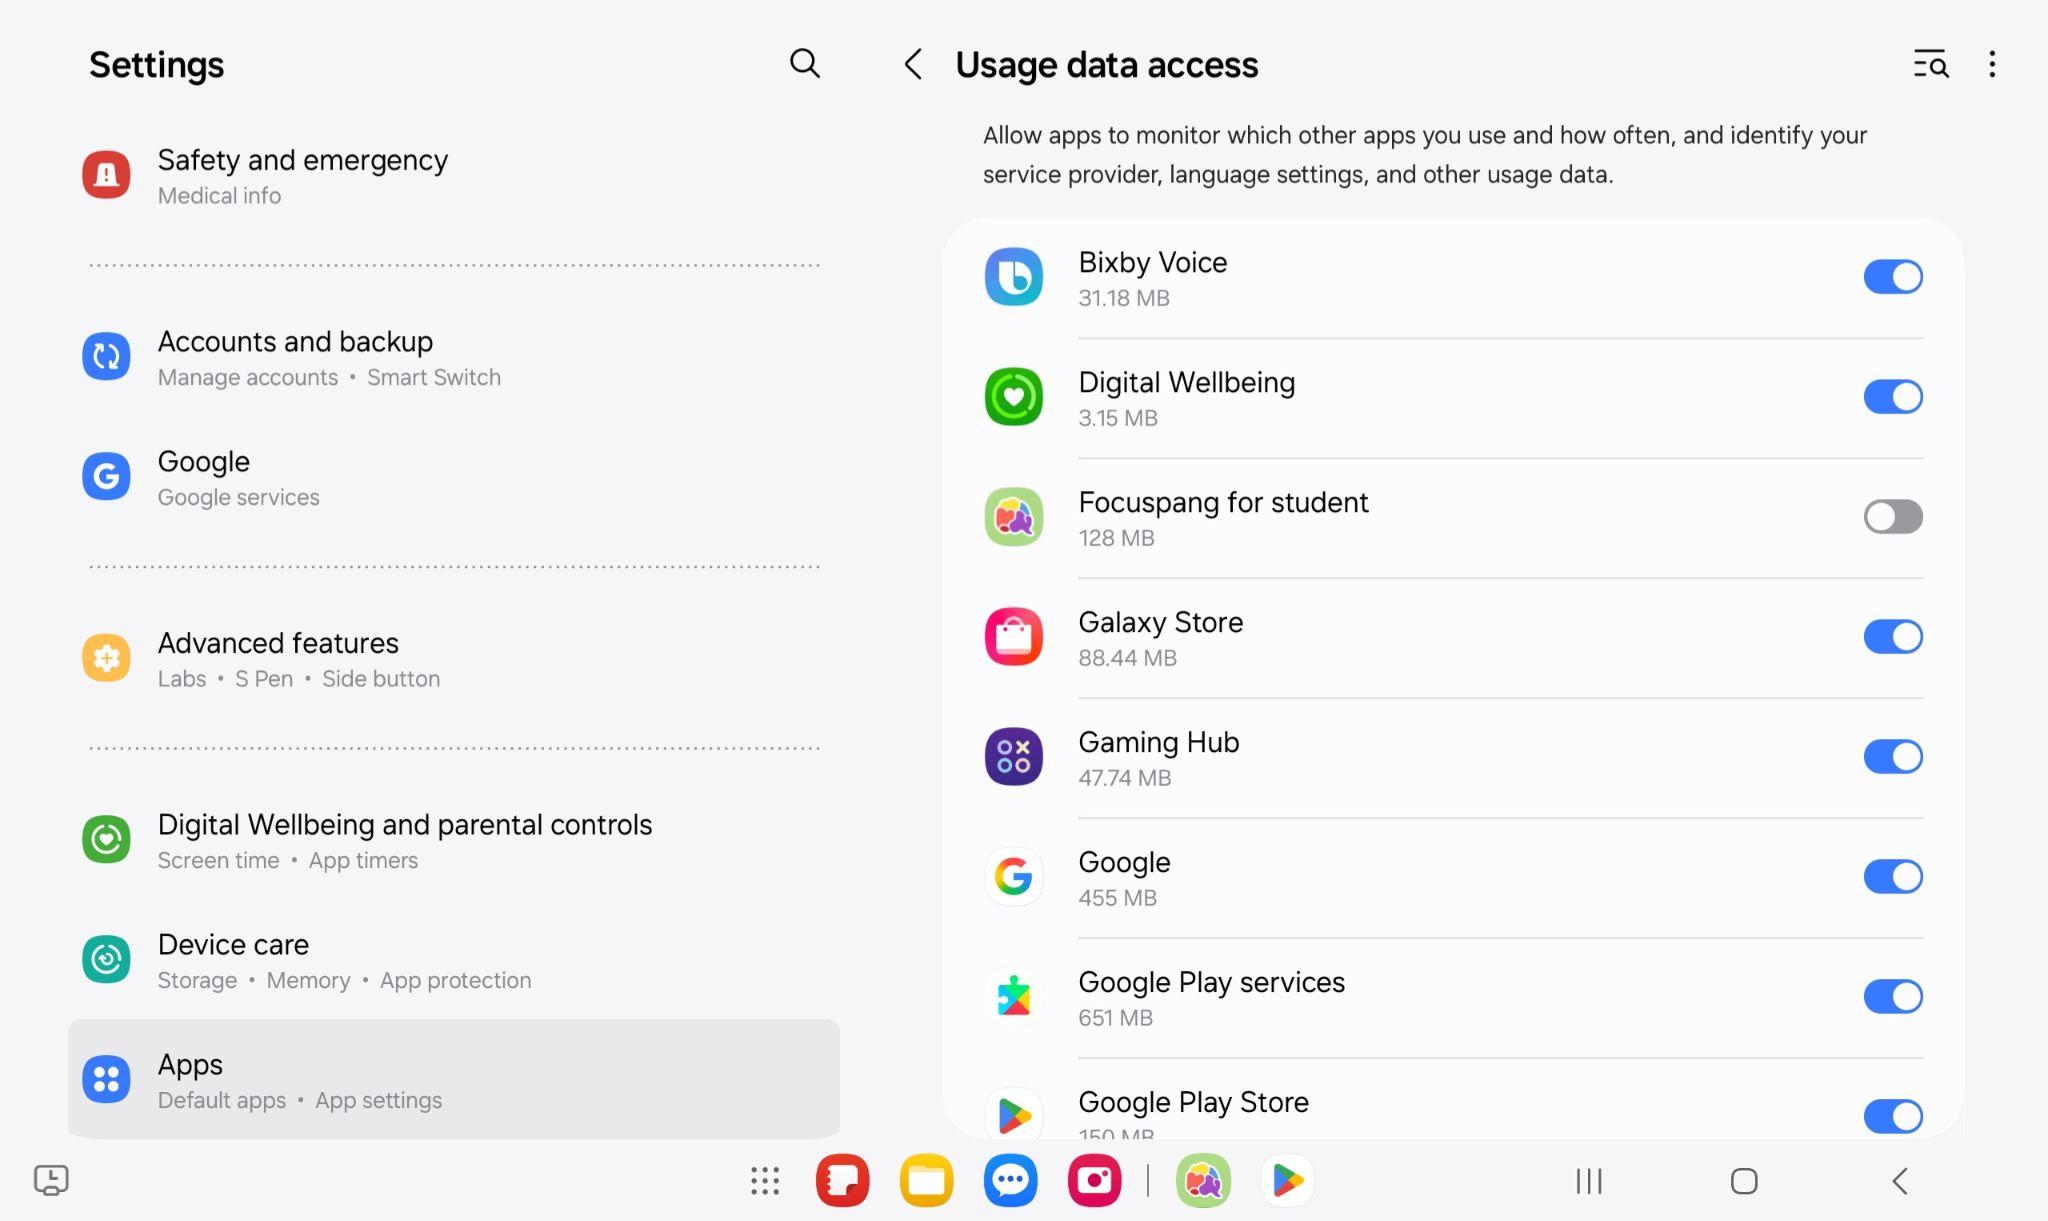 Settings
Safety and emergency
Medical info
Accounts and backup
Manage accounts • Smart Switch
Google
Google services
Advanced features
Labs • S Pen • Side button
Digital Wellbeing and parental controls
Screen time • App timers
Device care
Storage • Memory • App protection
Apps
Default apps • App settings
Usage data access
Allow apps to monitor which other apps you use and how often, and identify your
service provider, language settings, and other usage data.
Bixby Voice
31.18 MB
Digital Wellbeing
3.15 MB
Focuspang for student
128 MB
Galaxy Store
88.44 MB
Gaming Hub
47.74 MB
Google
455 MB
Google Play services
651 MB
Google Play Store
150 MB